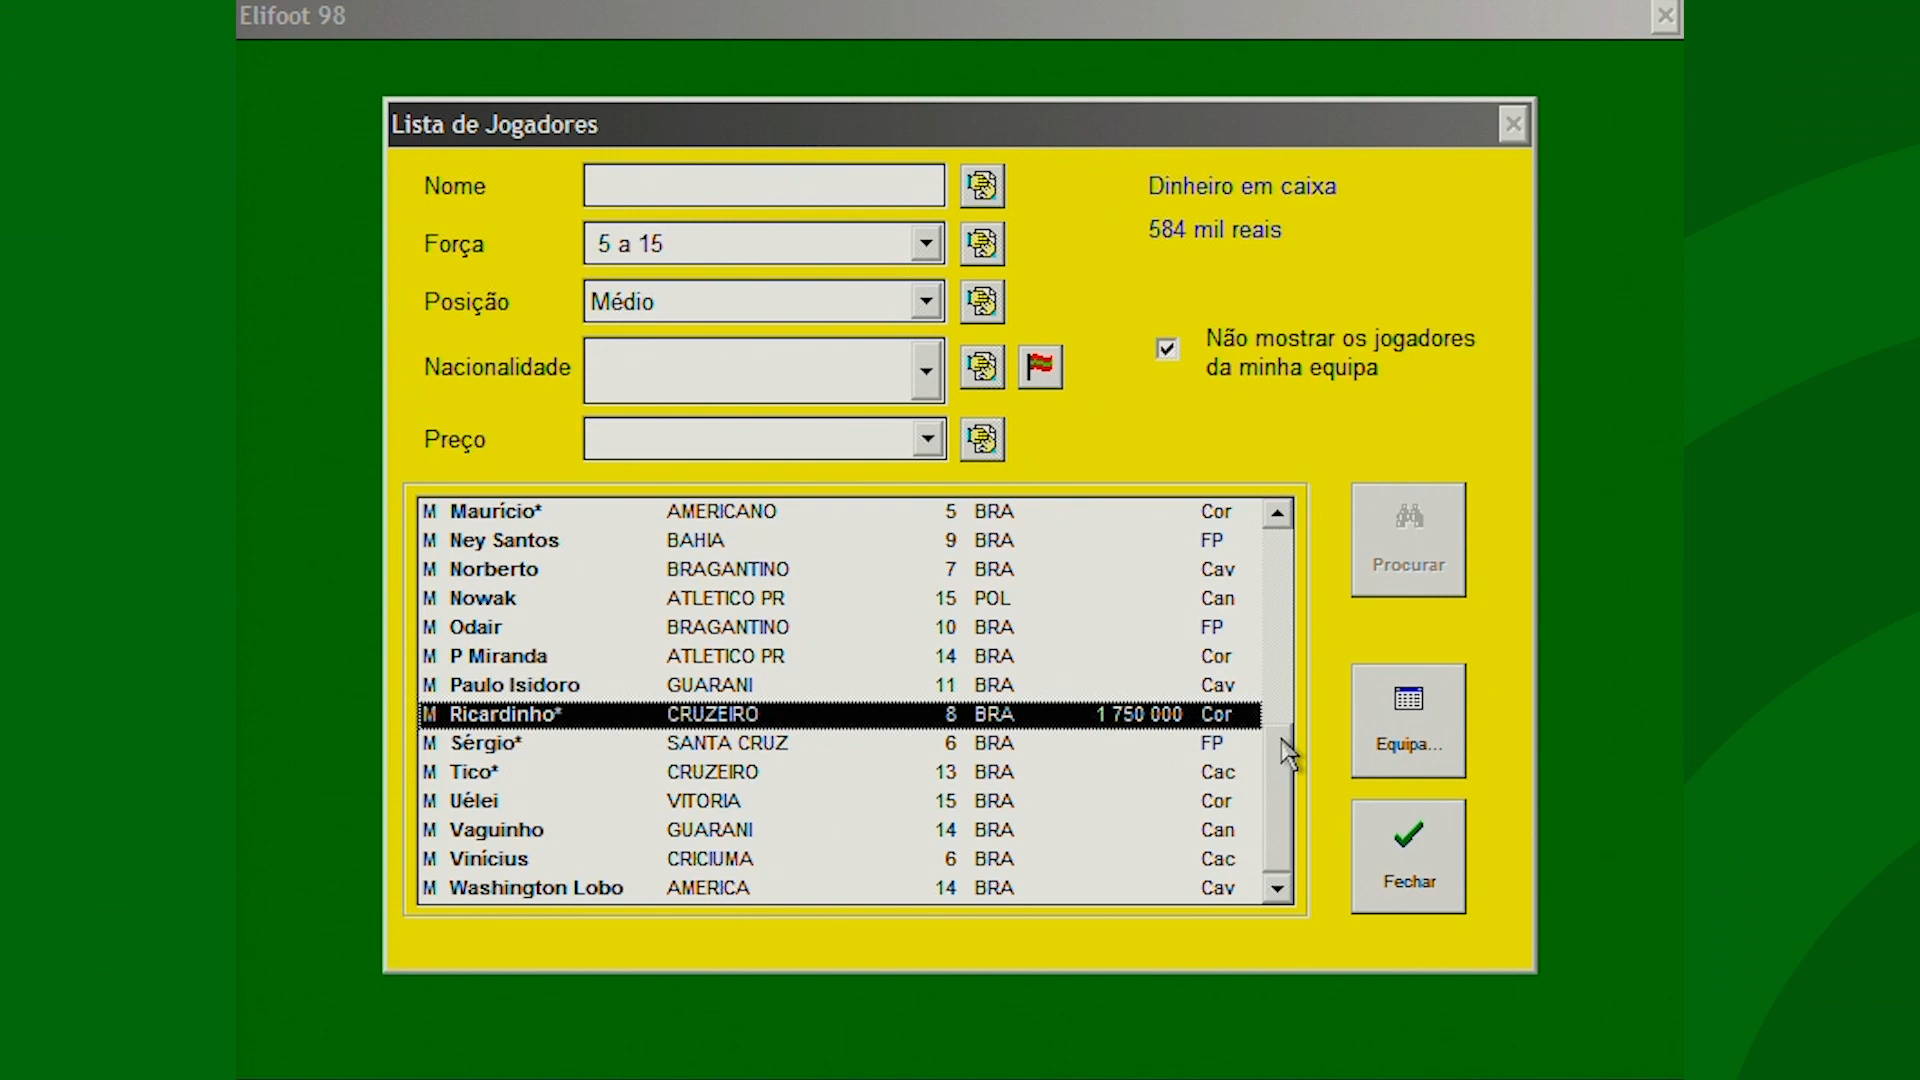 Elifoot 98
Lista de Jogadores
Nome
Dinheiro em caixa
584 mil reais
Força 5 a 15
Posição Médio
Não mostrar os jogadores
da minha equipa
Nacionalidade
Preço
M Maurício* AMERICANO 5 BRA Cor
M Ney Santos BAHIA 9 BRA FP
M Norberto BRAGANTINO 7 BRA Cav
M Nowak ATLETICO PR 15 POL Can
M Odair BRAGANTINO 10 BRA FP
M P Miranda ATLETICO PR 14 BRA Cor
M Paulo Isidoro GUARANI 11 BRA Cav
M Ricardinho* CRUZEIRO 8 BRA 1 750 000 Cor
M Sérgio* SANTA CRUZ 6 BRA FP
M Tico* CRUZEIRO 13 BRA Cac
M Uélei VITORIA 15 BRA Cor
M Vaguinho GUARANI 14 BRA Can
M Vinícius CRICIUMA 6 BRA Cac
M Washington Lobo AMERICA 14 BRA Cav
Procurar
Equipa...
Fechar